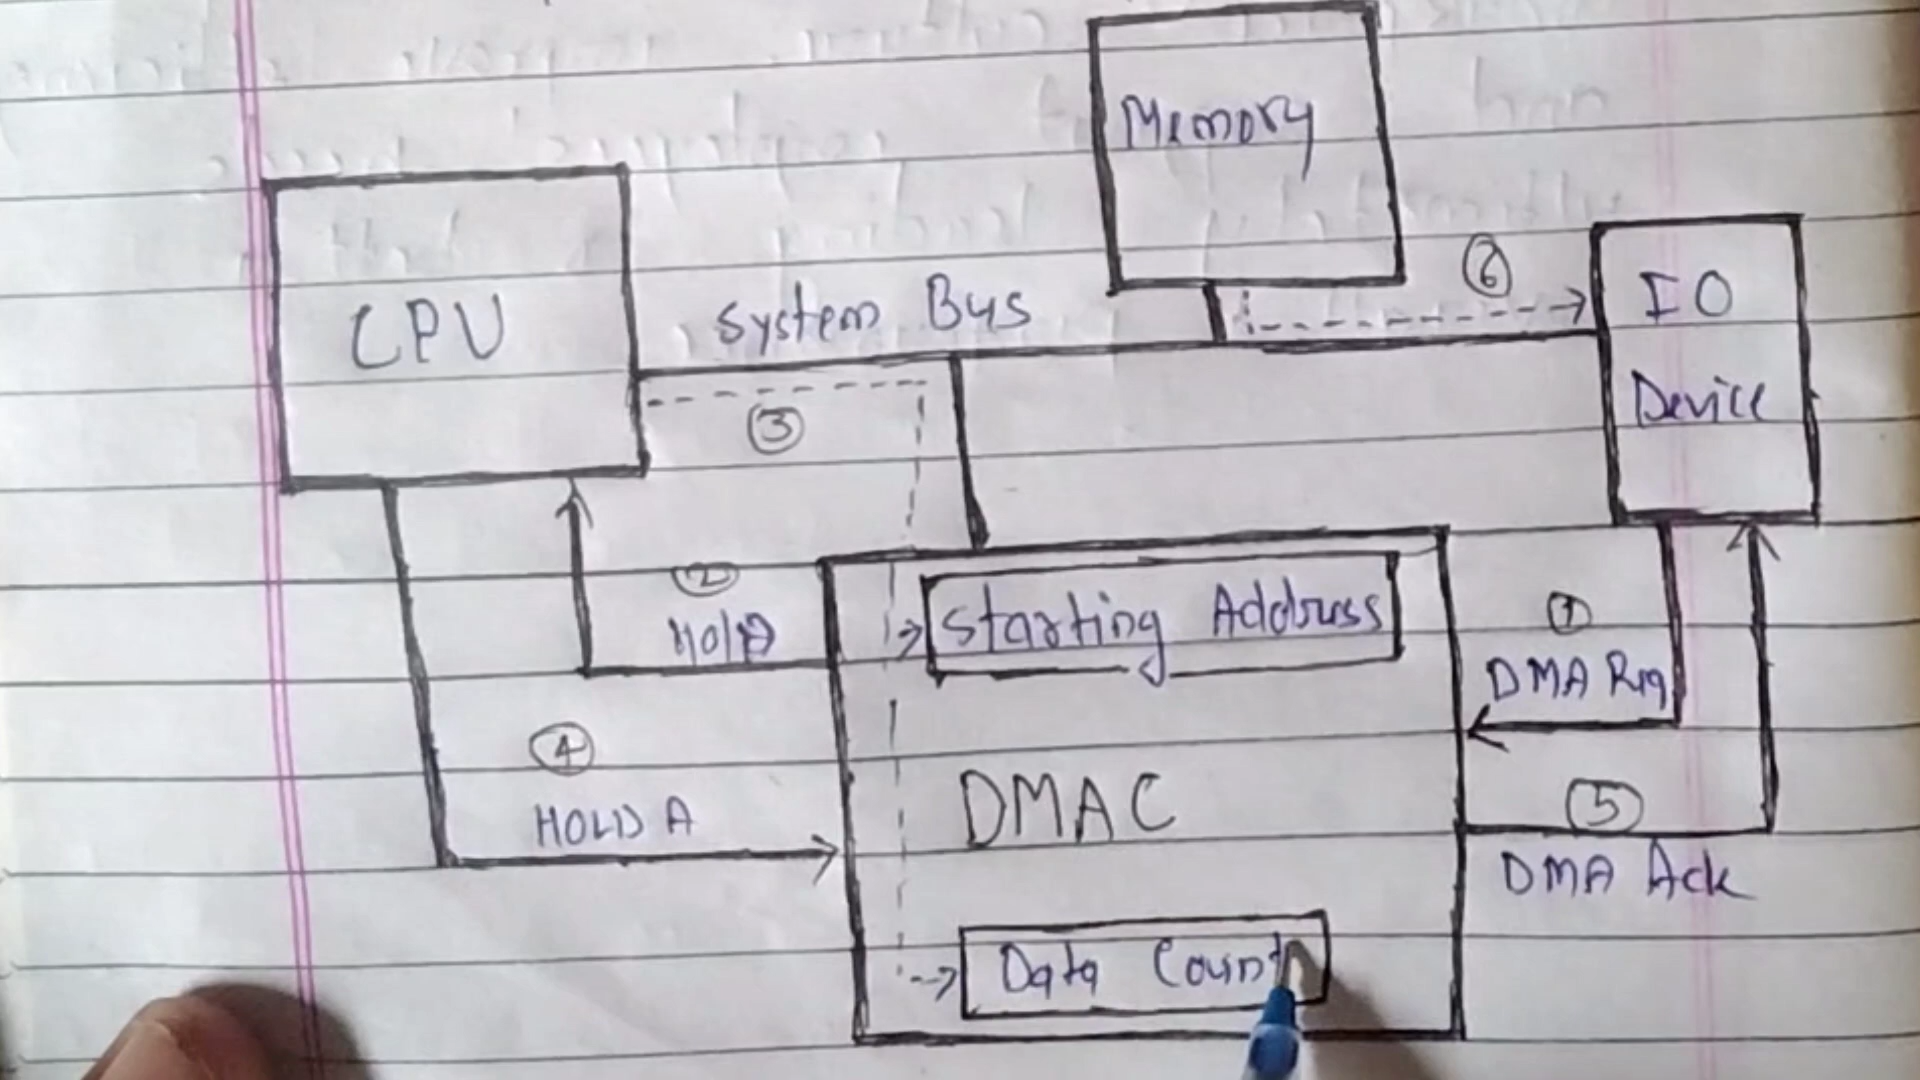 Memory
CPU
System Bus
6
IO
Device
3
2
Hold
Starting Address
1
DMA Req
4
HOLD A
DMAC
5
DMA Ack
Data Count